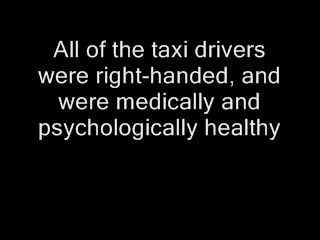 All of the taxi drivers
were right-handed, and
were medically and
psychologically healthy